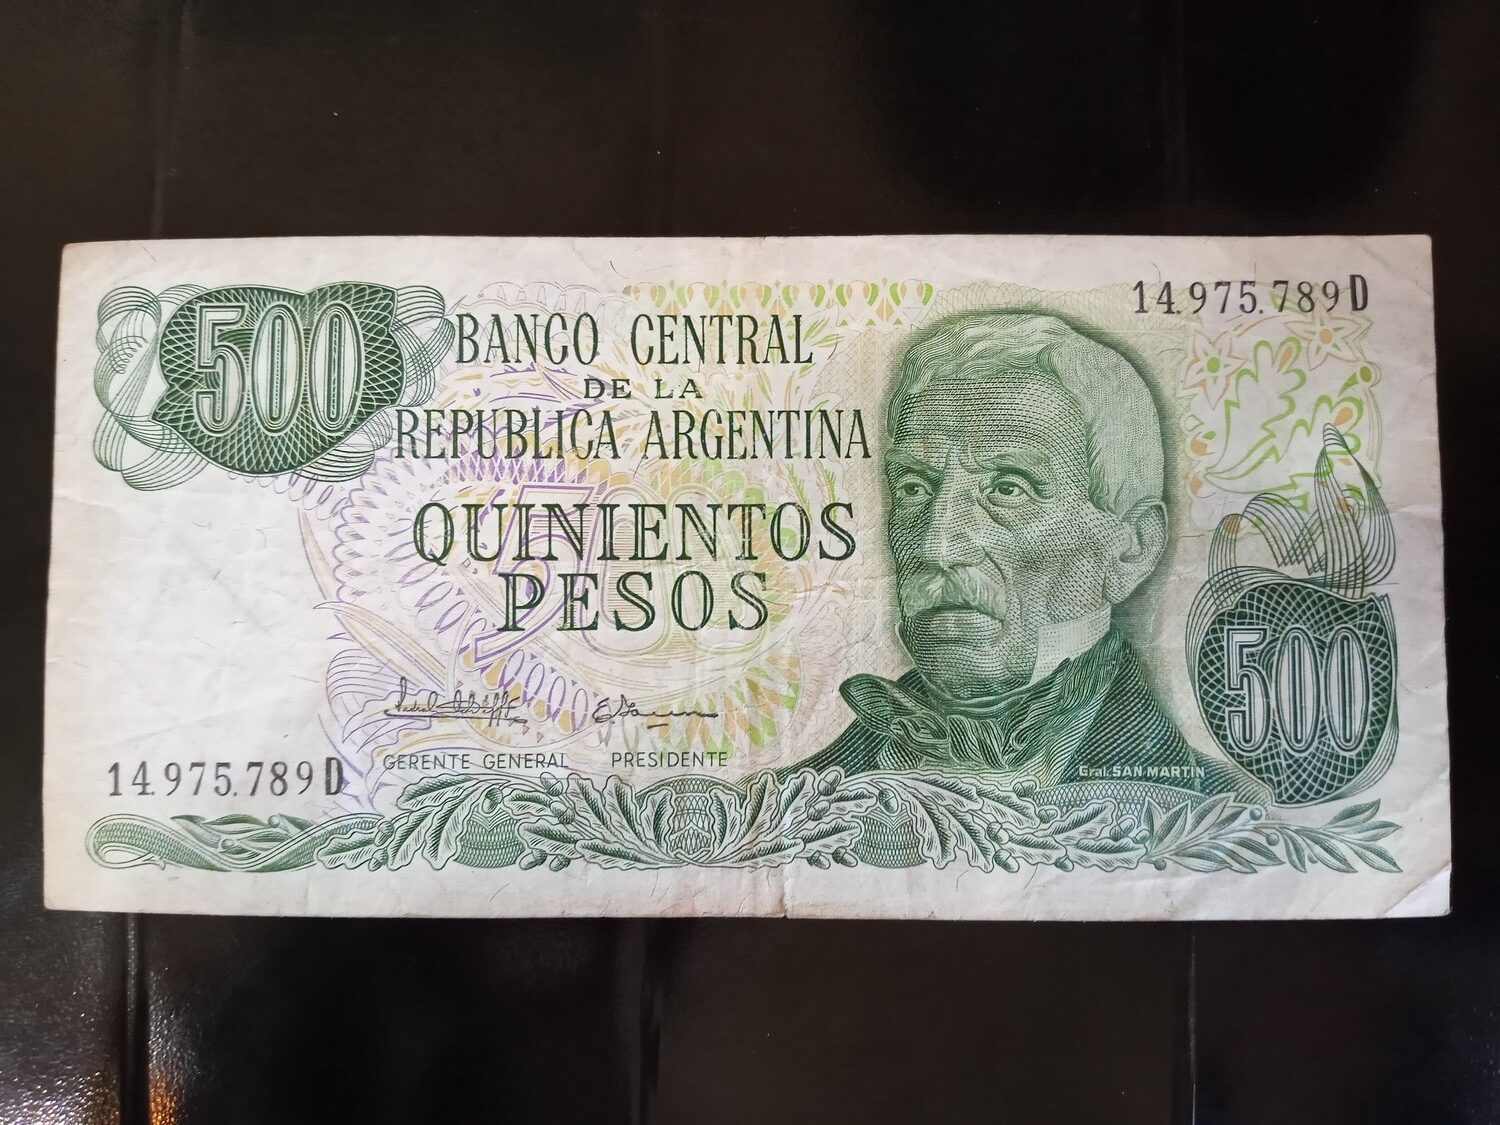 500
14.975.789 D
BANCO CENTRAL
DE LA
REPUBLICA ARGENTINA
QUINIENTOS
PESOS
500
GERENTE GENERAL
PRESIDENTE
14.975.789 D
Gral. SAN MARTIN
500